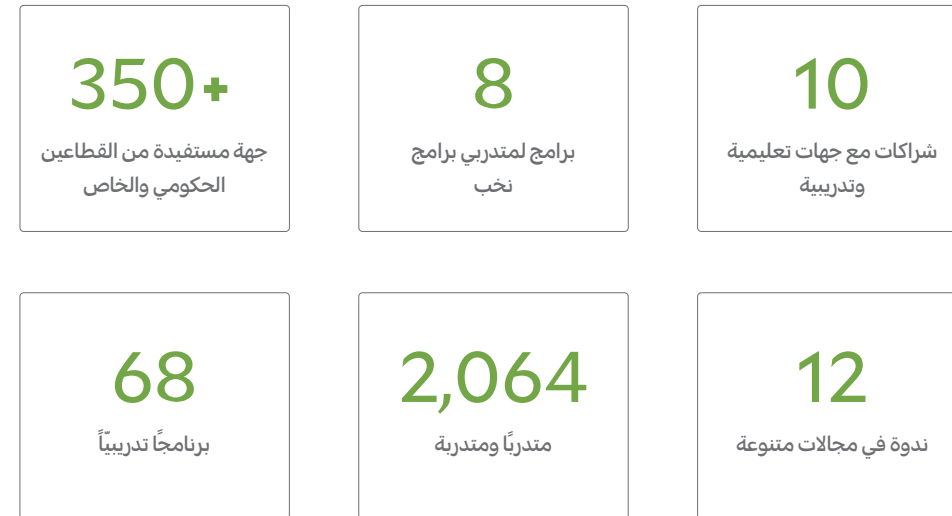 10
شراكات مع جهات تعليمية
وتدريبية
8
برامج لمتدربي برامج
نخب
350+
جهة مستفيدة من القطاعين
الحكومي والخاص
12
ندوة في مجالات متنوعة
2,064
متدربًا ومتدربة
68
برنامجًا تدريبيّاً